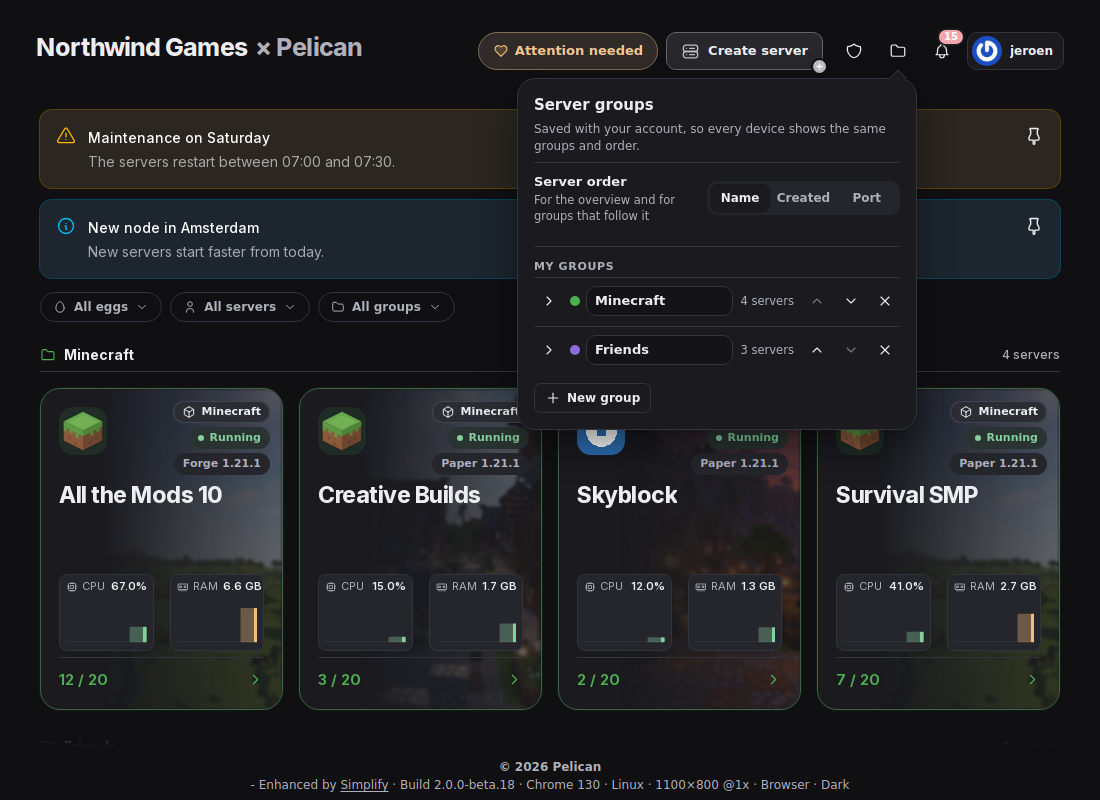 Northwind Games × Pelican
Attention needed
Create server
15
jeroen
Maintenance on Saturday
The servers restart between 07:00 and 07:30.
New node in Amsterdam
New servers start faster from today.
Server groups
Saved with your account, so every device shows the same
groups and order.
Server order
For the overview and for
groups that follow it
Name Created Port
MY GROUPS
Minecraft 4 servers
Friends 3 servers
New group
All eggs All servers All groups
Minecraft 4 servers
Minecraft
Running
Forge 1.21.1
All the Mods 10
CPU 67.0% RAM 6.6 GB
12 / 20
Minecraft
Running
Paper 1.21.1
Creative Builds
CPU 15.0% RAM 1.7 GB
3 / 20
Running
Paper 1.21.1
Skyblock
CPU 12.0% RAM 1.3 GB
2 / 20
Minecraft
Running
Paper 1.21.1
Survival SMP
CPU 41.0% RAM 2.7 GB
7 / 20
Friends
© 2026 Pelican
- Enhanced by Simplify · Build 2.0.0-beta.18 · Chrome 130 · Linux · 1100×800 @1x · Browser · Dark